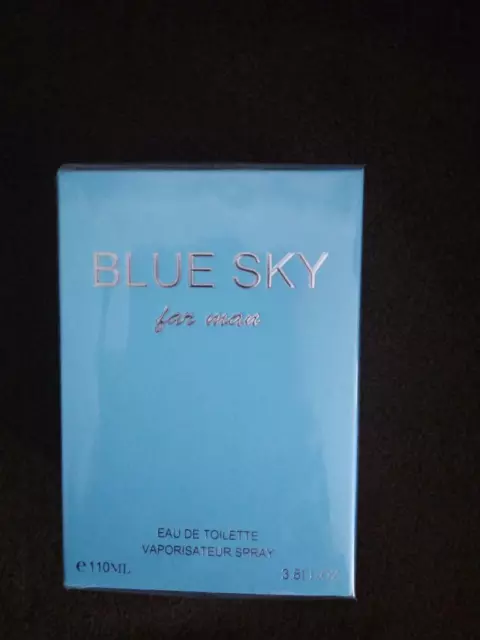 BLUE SKY
for man
EAU DE TOILETTE
VAPORISATEUR SPRAY
e 110ML